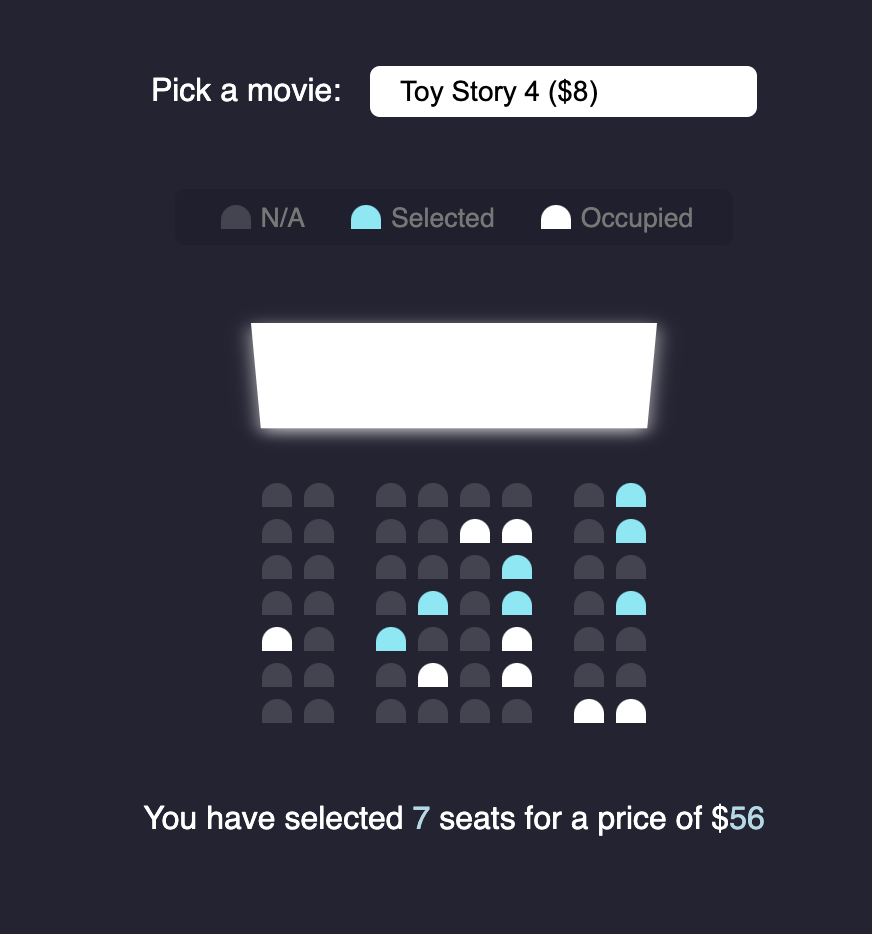 Pick a movie: Toy Story 4 ($8)
N/A Selected Occupied
You have selected 7 seats for a price of $56